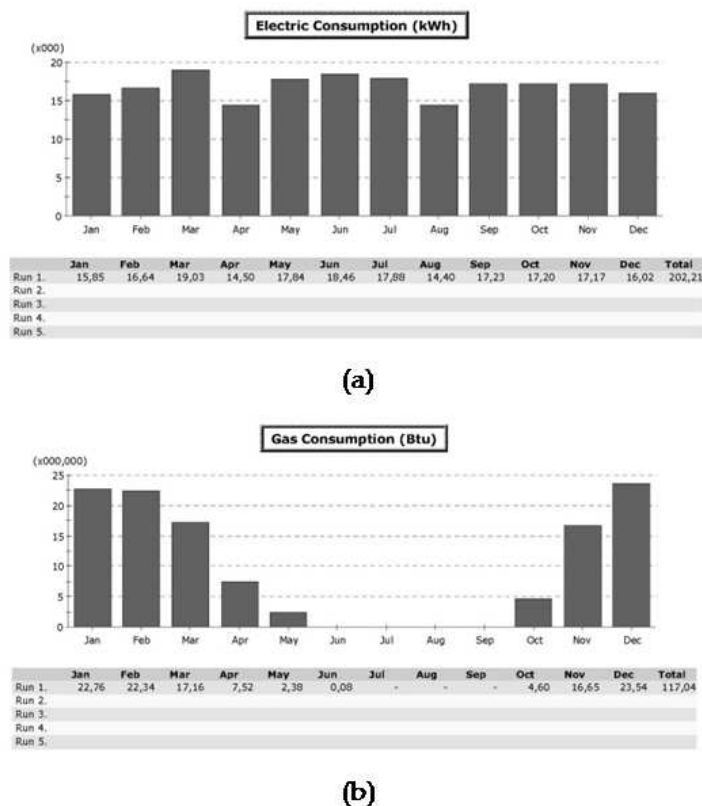 Electric Consumption (kWh)
(x000)
20
15
10
5
0
Jan Feb Mar Apr May Jun Jul Aug Sep Oct Nov Dec
Jan Feb Mar Apr May Jun Jul Aug Sep Oct Nov Dec Total
Run 1. 15,85 16,64 19,03 14,50 17,84 18,46 17,88 14,40 17,23 17,20 17,17 16,02 202,21
Run 2.
Run 3.
Run 4.
Run 5.
(a)
Gas Consumption (Btu)
(x000,000)
25
20
15
10
5
0
Jan Feb Mar Apr May Jun Jul Aug Sep Oct Nov Dec
Jan Feb Mar Apr May Jun Jul Aug Sep Oct Nov Dec Total
Run 1. 22,76 22,34 17,16 7,52 2,38 0,08 - - - 4,60 16,65 23,54 117,04
Run 2.
Run 3.
Run 4.
Run 5.
(b)